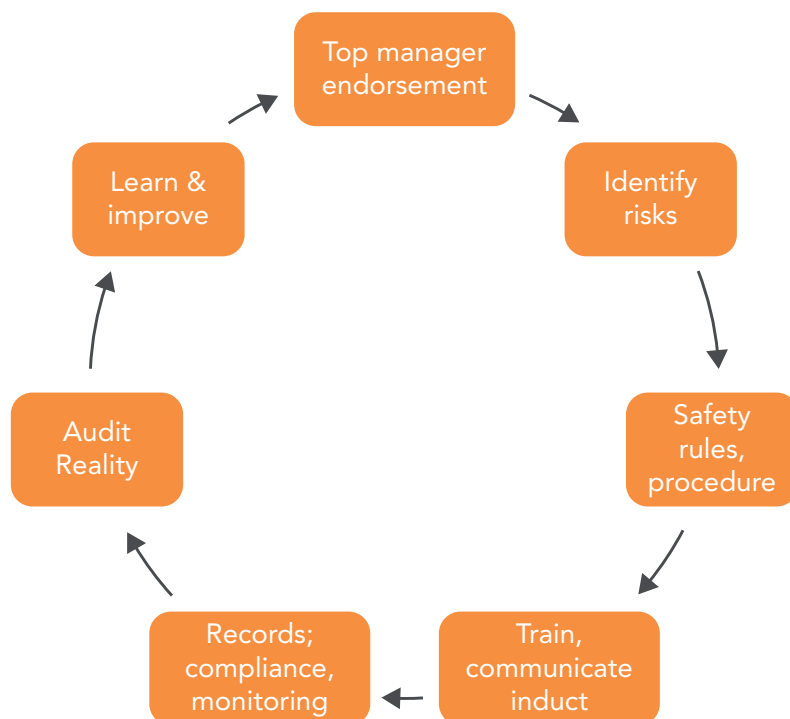 Top manager
endorsement
Identify
risks
Safety
rules,
procedure
Train,
communicate
induct
Records;
compliance,
monitoring
Audit
Reality
Learn &
improve